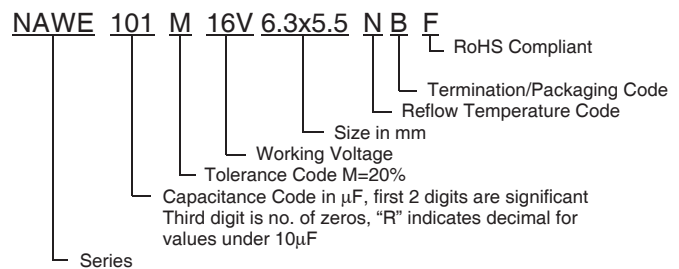 NAWE 101 M 16V 6.3x5.5 N B F
RoHS Compliant
Termination/Packaging Code
Reflow Temperature Code
Size in mm
Working Voltage
Tolerance Code M=20%
Capacitance Code in μF, first 2 digits are significant
Third digit is no. of zeros, “R” indicates decimal for
values under 10μF
Series